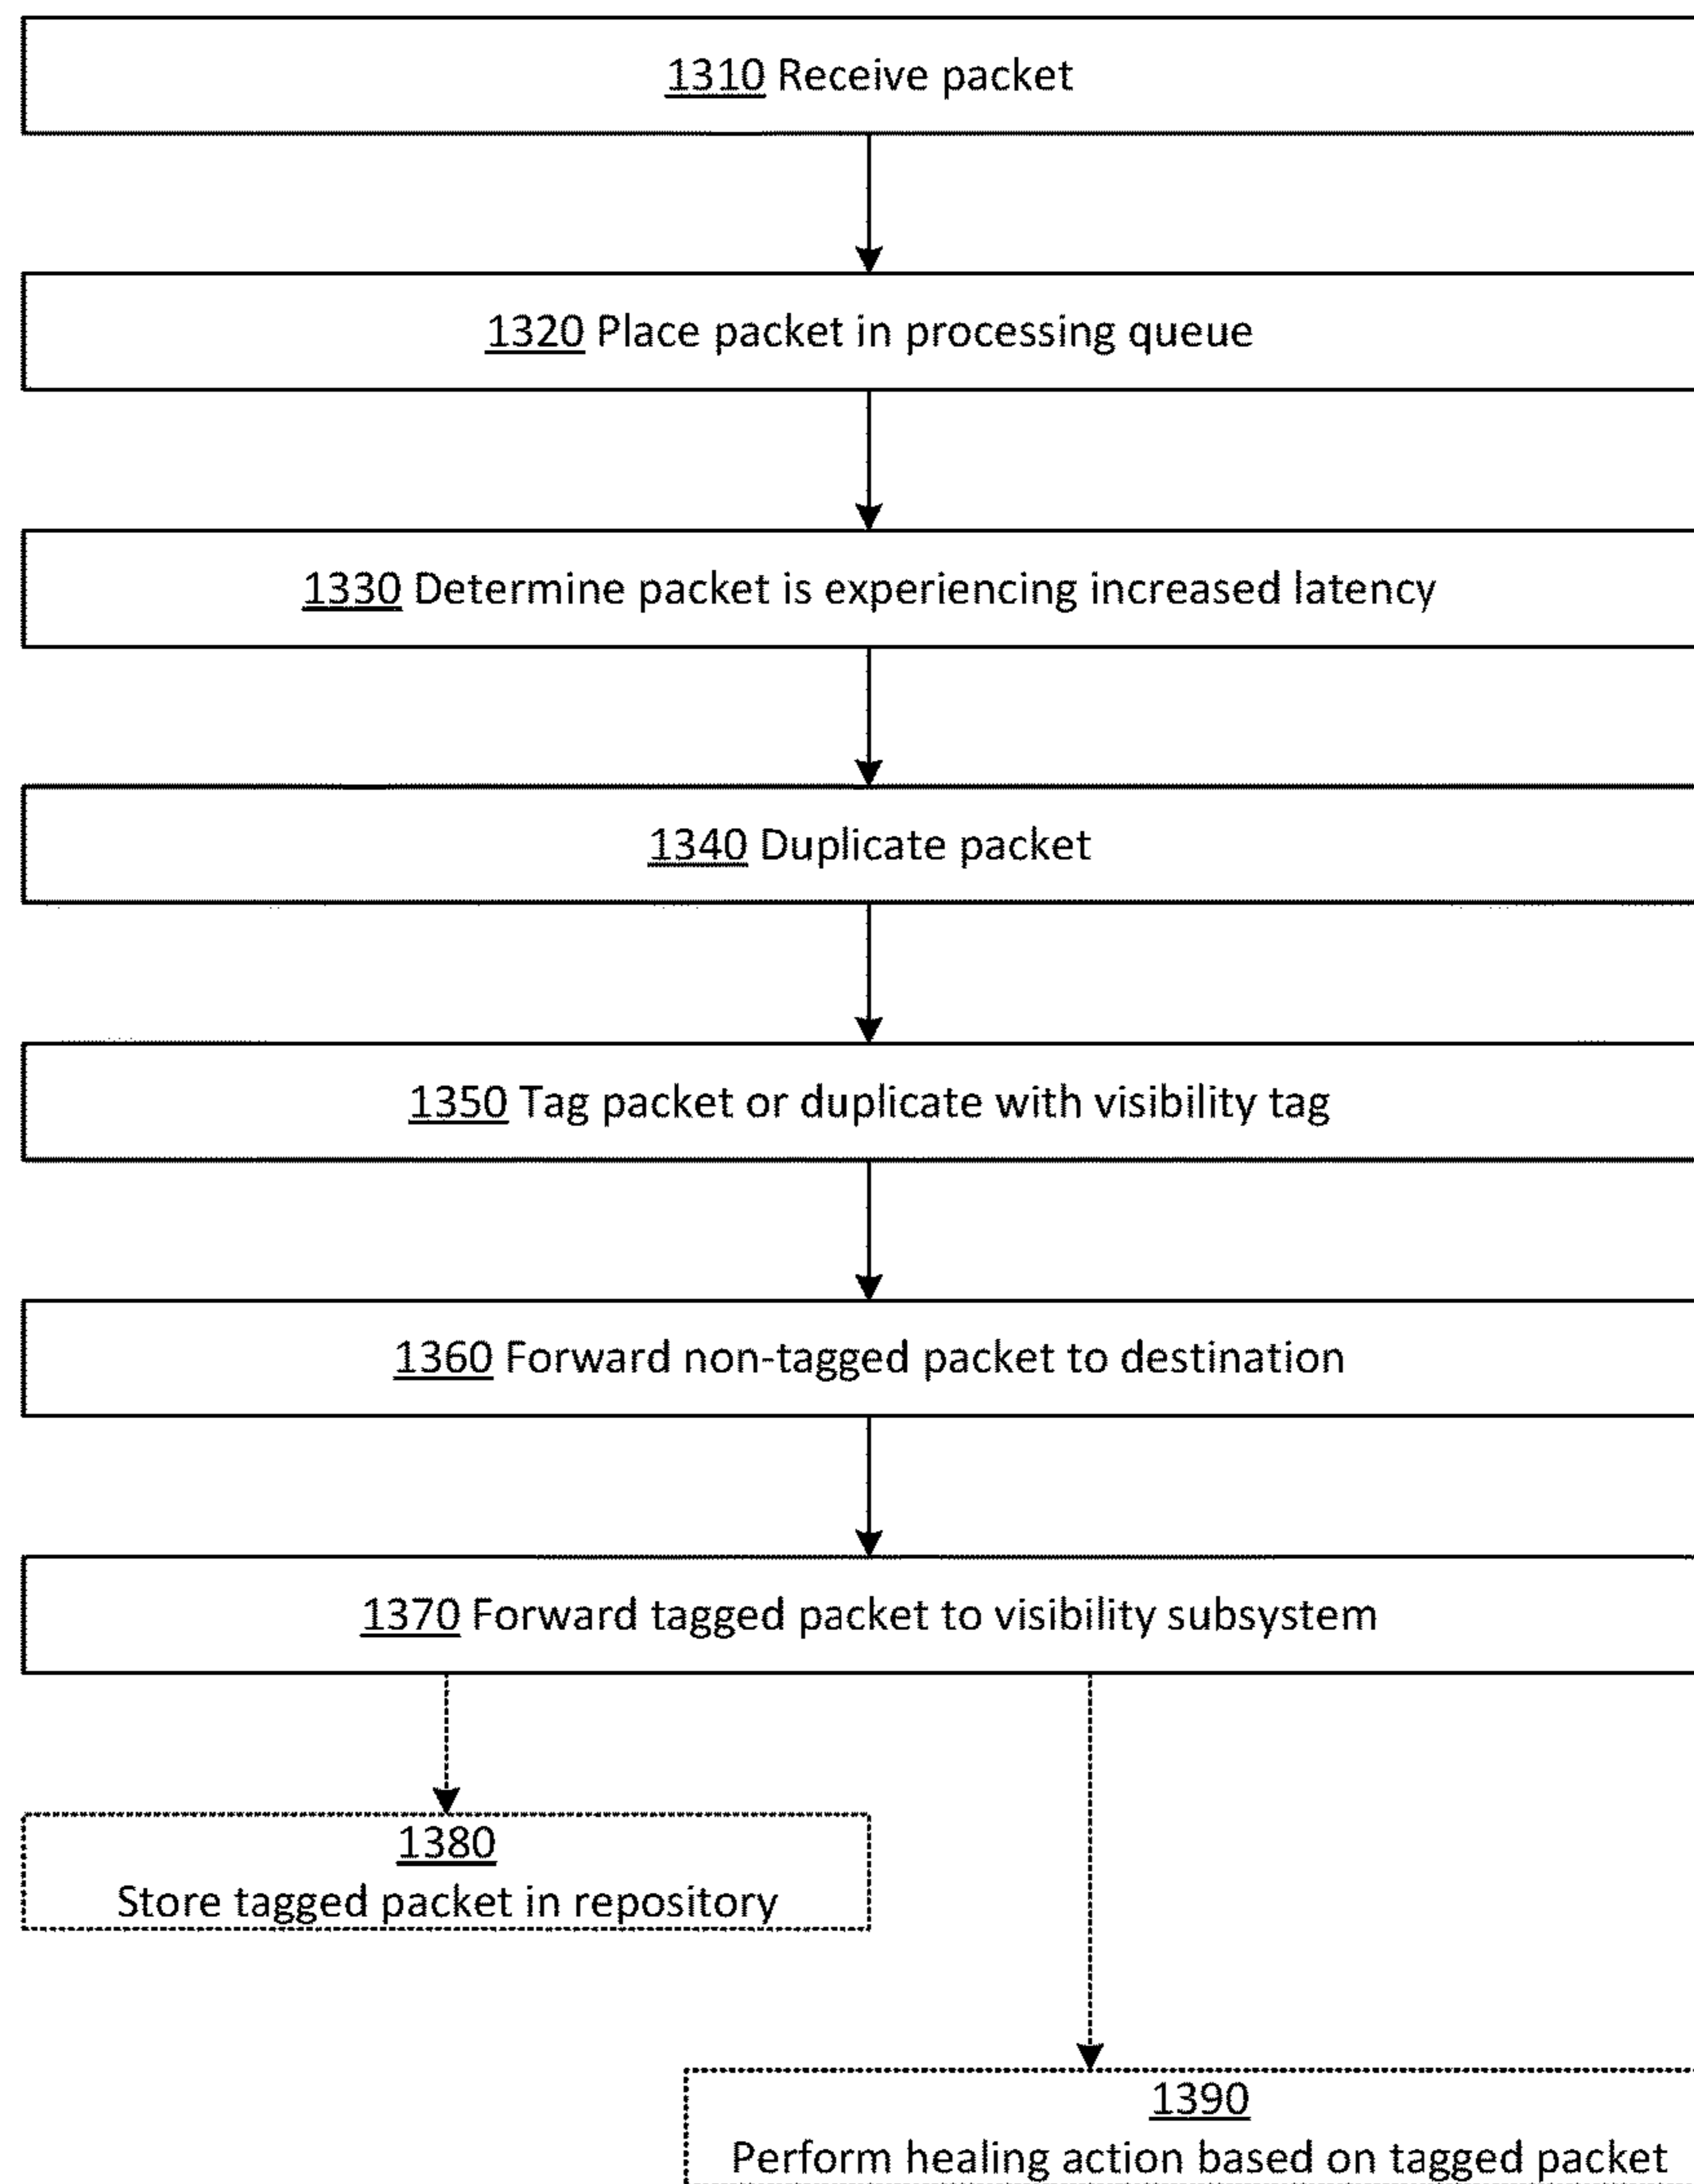 1310 Receive packet
1320 Place packet in processing queue
1330 Determine packet is experiencing increased latency
1340 Duplicate packet
1350 Tag packet or duplicate with visibility tag
1360 Forward non-tagged packet to destination
1370 Forward tagged packet to visibility subsystem
1380
Store tagged packet in repository
1390
Perform healing action based on tagged packet